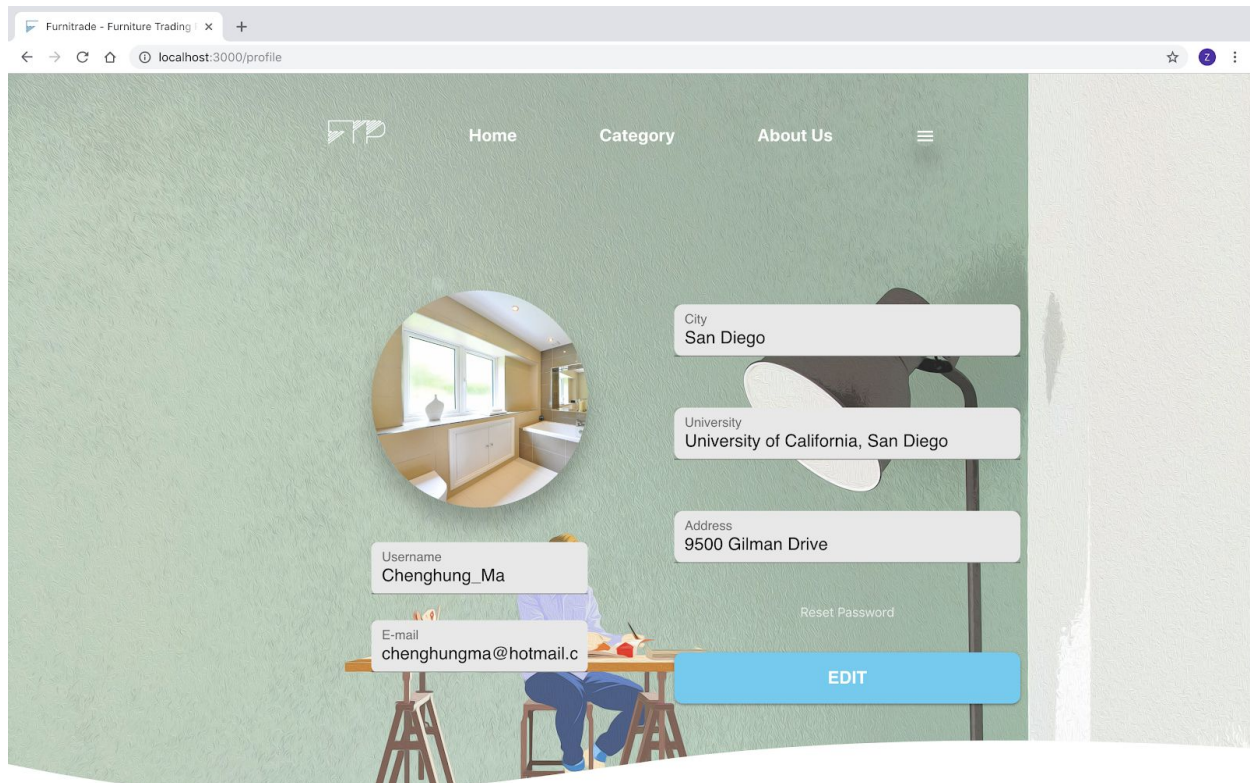 Furnitrade - Furniture Trading
Z
localhost:3000/profile
FTP
Home
Category
About Us
City
San Diego
University
University of California, San Diego
Address
9500 Gilman Drive
Username
Chenghung_Ma
E-mail
chenghungma@hotmail.c
Reset Password
EDIT